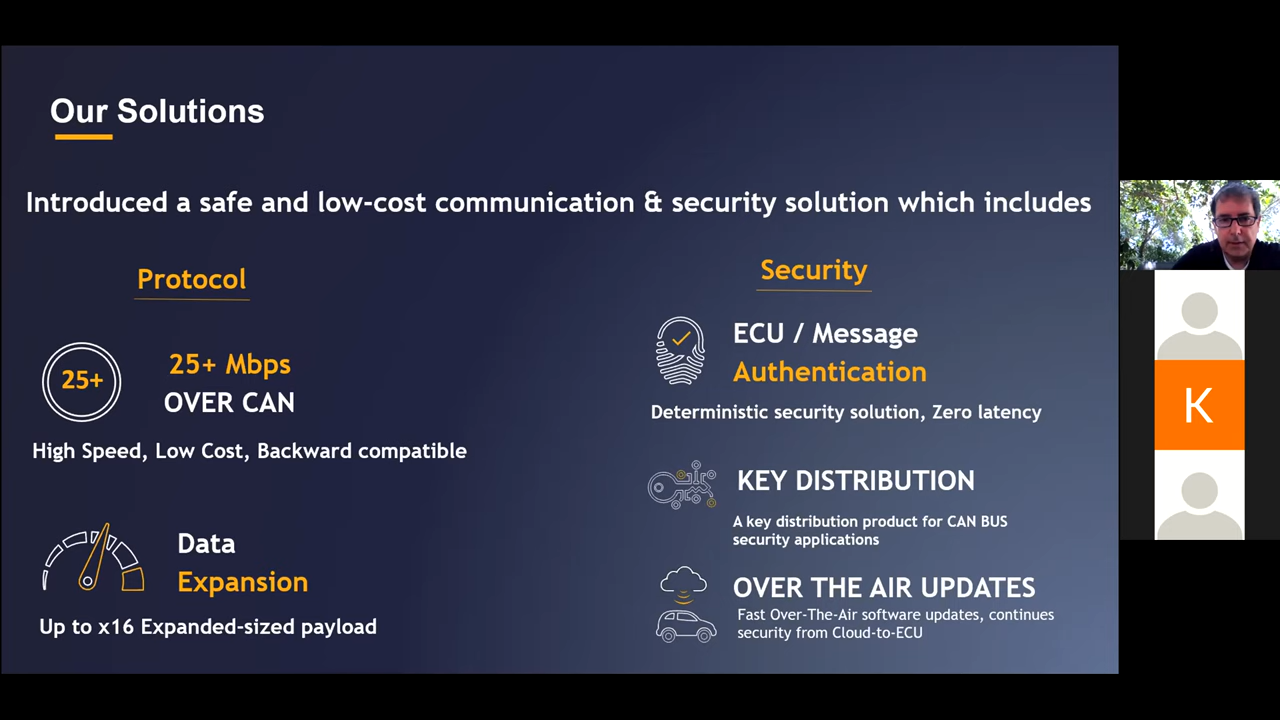 Our Solutions
Introduced a safe and low-cost communication & security solution which includes
Protocol
25+
25+ Mbps
OVER CAN
High Speed, Low Cost, Backward compatible
Data
Expansion
Up to x16 Expanded-sized payload
Security
ECU / Message
Authentication
Deterministic security solution, Zero latency
KEY DISTRIBUTION
A key distribution product for CAN BUS
security applications
OVER THE AIR UPDATES
Fast Over-The-Air software updates, continues
security from Cloud-to-ECU
K